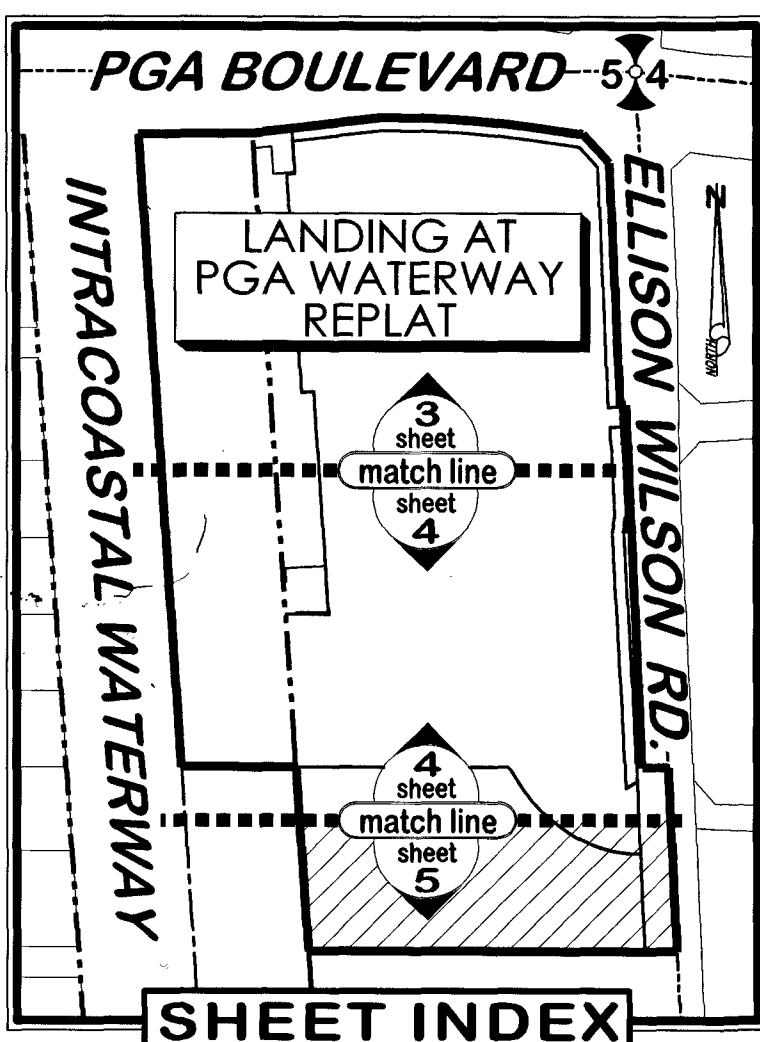 PGA BOULEVARD
5 4
INTRACOASTAL WATERWAY
LANDING AT
PGA WATERWAY
REPLAT
ELLISON WILSON RD.
N
NORTH
3
sheet
match line
sheet
4
4
sheet
match line
sheet
5
SHEET INDEX